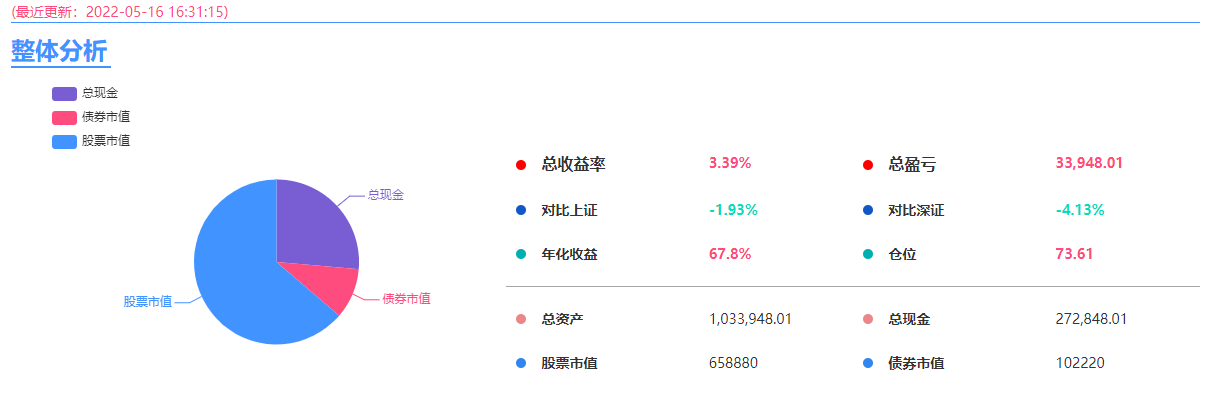 (最近更新：2022-05-16 16:31:15)
整体分析
总现金
债券市值
股票市值
总现金
债券市值
股票市值
总收益率 3.39% 总盈亏 33,948.01
对比上证 -1.93% 对比深证 -4.13%
年化收益 67.8% 仓位 73.61
总资产 1,033,948.01 总现金 272,848.01
股票市值 658880 债券市值 102220